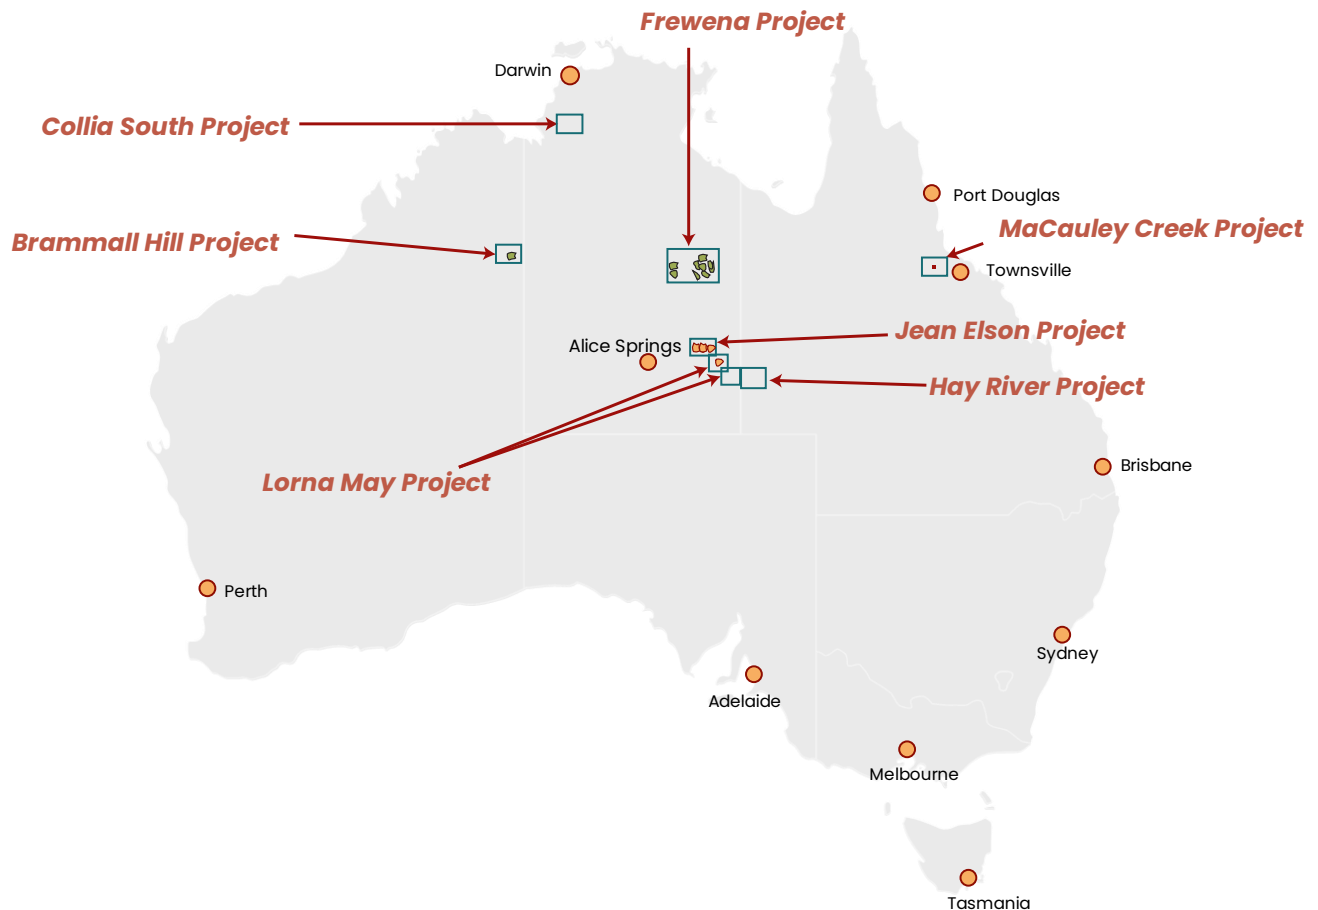 Frewena Project
Darwin
Collia South Project
Port Douglas
MaCauley Creek Project
Brammall Hill Project
Townsville
Jean Elson Project
Alice Springs
Hay River Project
Brisbane
Lorna May Project
Perth
Sydney
Adelaide
Melbourne
Tasmania